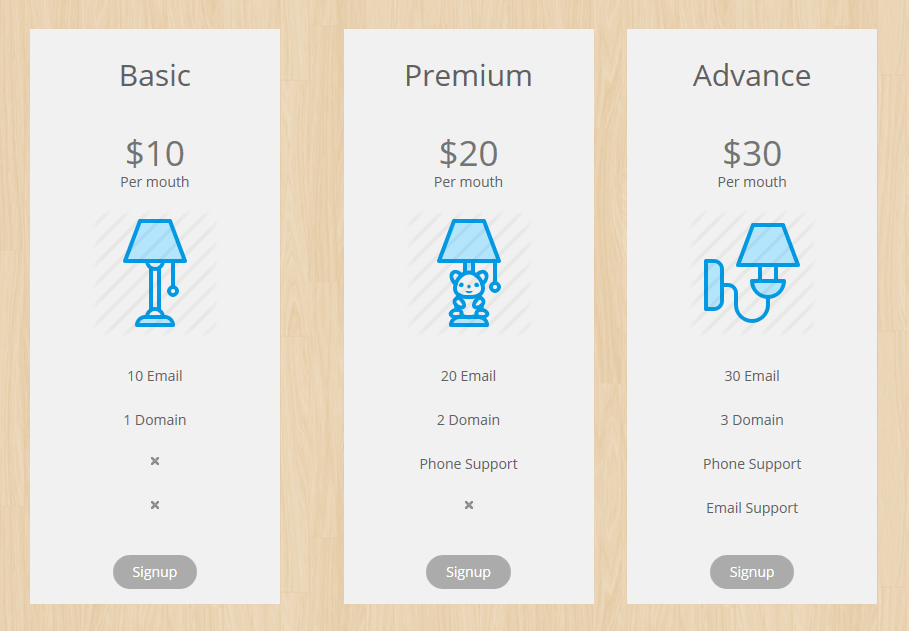 Basic
$10
Per mouth
10 Email
1 Domain
Signup
Premium
$20
Per mouth
20 Email
2 Domain
Phone Support
Signup
Advance
$30
Per mouth
30 Email
3 Domain
Phone Support
Email Support
Signup